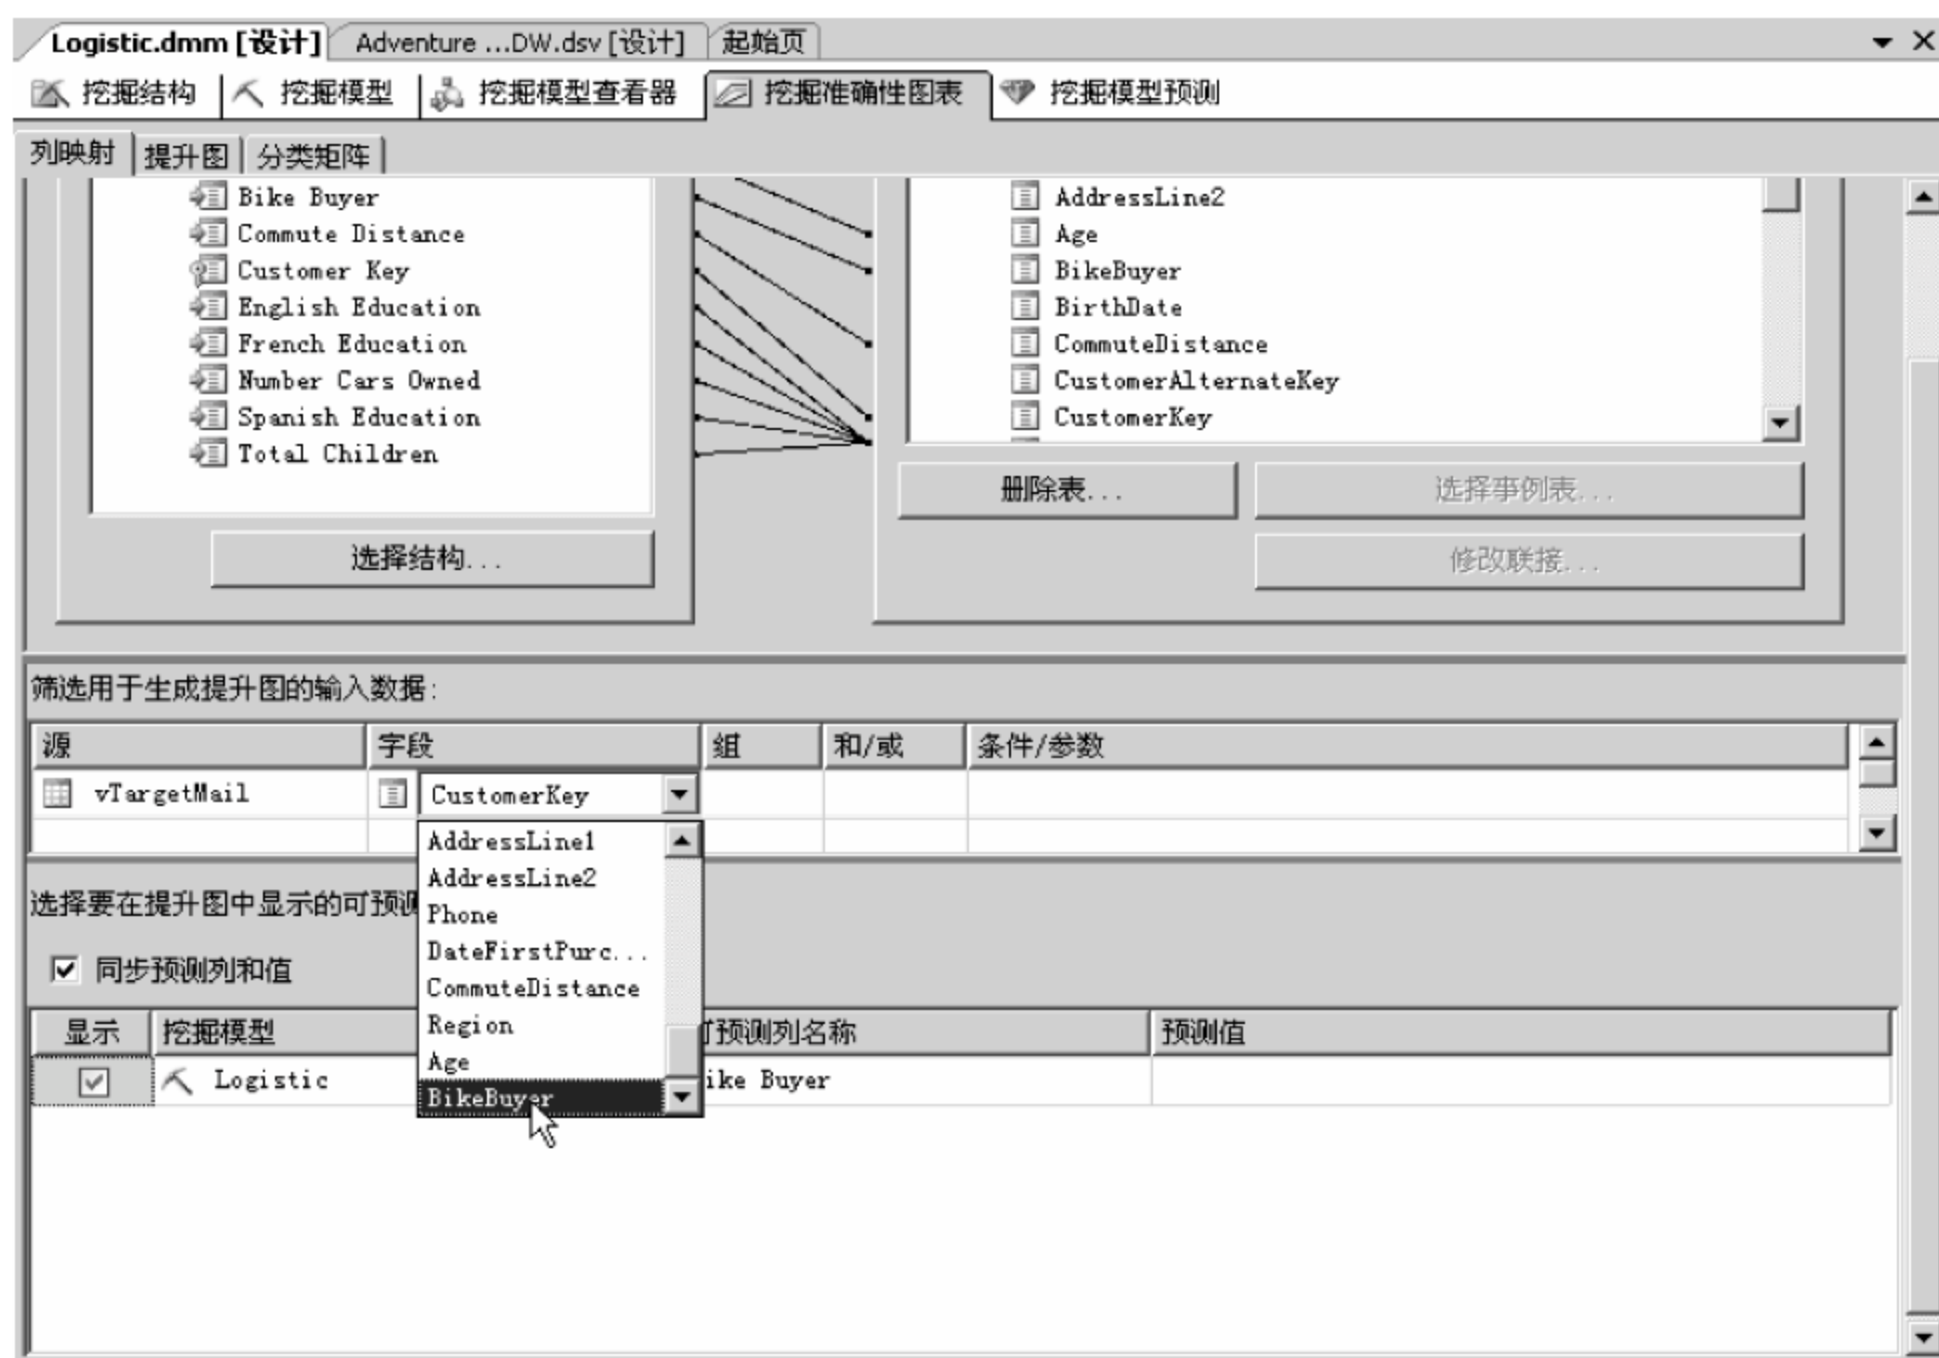 Logistic.dmm [设计] Adventure ...DW.dsv [设计] 起始页
挖掘结构 挖掘模型 挖掘模型查看器 挖掘准确性图表 挖掘模型预测
列映射 提升图 分类矩阵
Bike Buyer
Commute Distance
Customer Key
English Education
French Education
Number Cars Owned
Spanish Education
Total Children
选择结构...
AddressLine2
Age
BikeBuyer
BirthDate
CommuteDistance
CustomerAlternateKey
CustomerKey
删除表... 选择事例表...
修改联接...
筛选用于生成提升图的输入数据:
源 字段 组 和/或 条件/参数
vTargetMail CustomerKey
AddressLine1
AddressLine2
Phone
DateFirstPurc...
CommuteDistance
Region
Age
BikeBuyer
选择要在提升图中显示的可预测
同步预测列和值
显示 挖掘模型 可预测列名称 预测值
Logistic ike Buyer